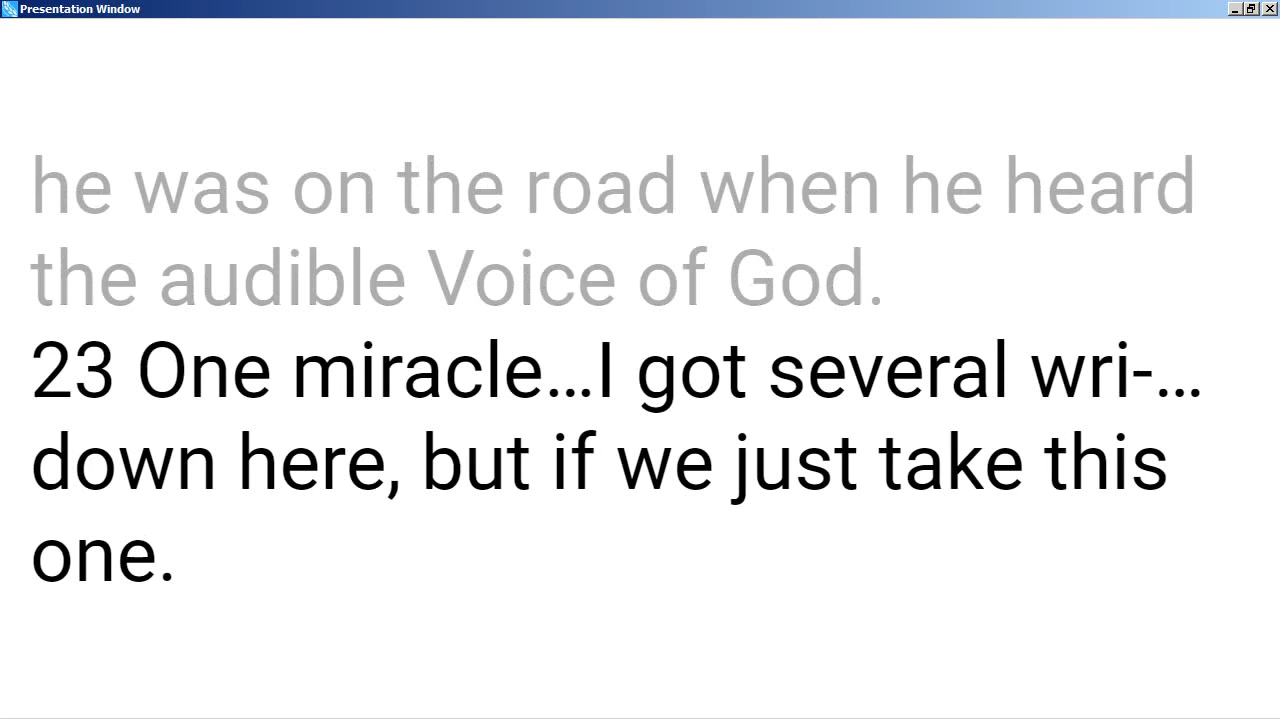 Presentation Window
he was on the road when he heard
the audible Voice of God.
23 One miracle…I got several wri-…
down here, but if we just take this
one.